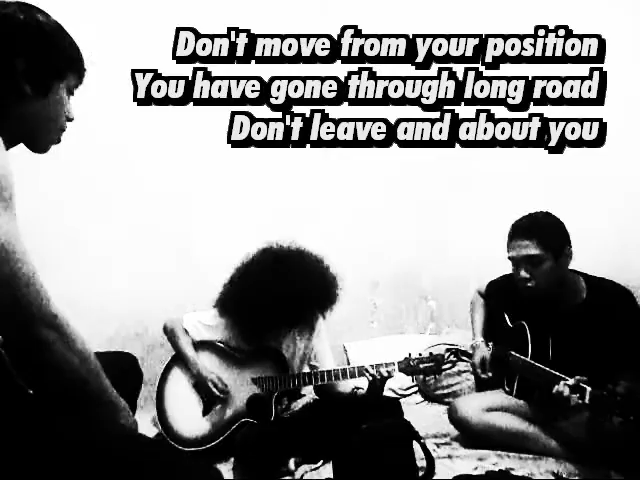 Don't move from your position
You have gone through long road
Don't leave and about you